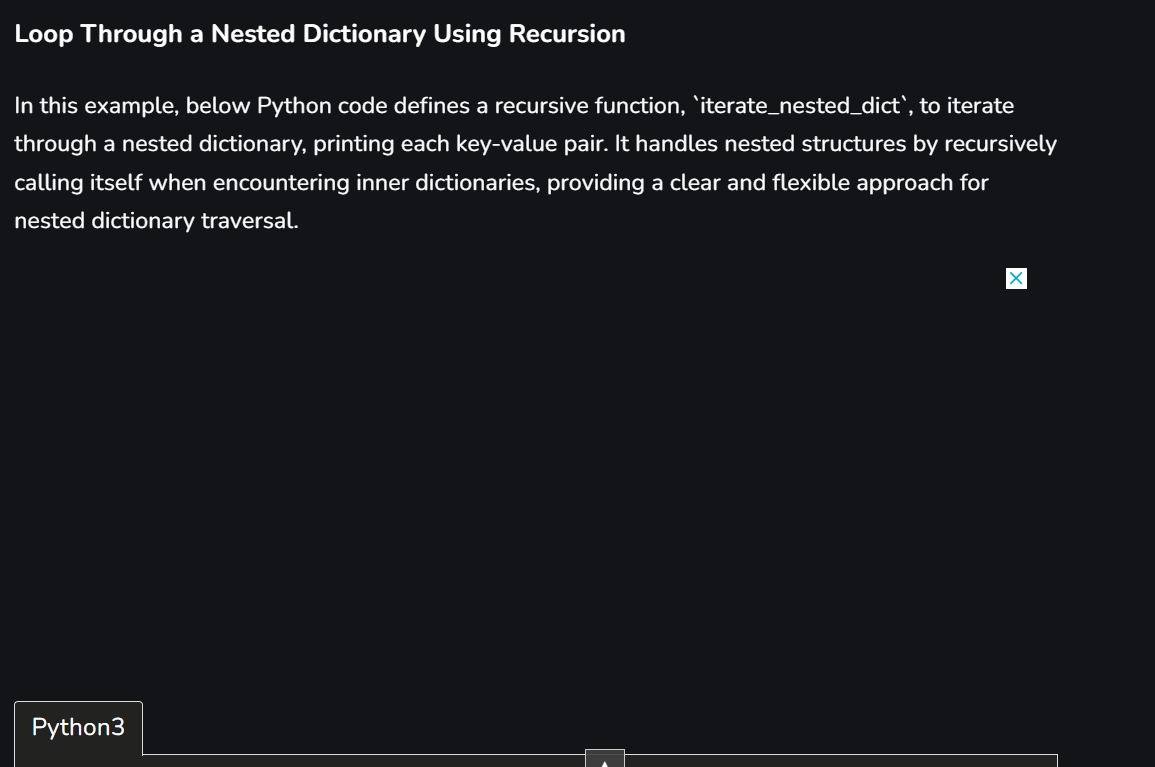 Loop Through a Nested Dictionary Using Recursion
In this example, below Python code defines a recursive function, `iterate_nested_dict`, to iterate
through a nested dictionary, printing each key-value pair. It handles nested structures by recursively
calling itself when encountering inner dictionaries, providing a clear and flexible approach for
nested dictionary traversal.
Python3